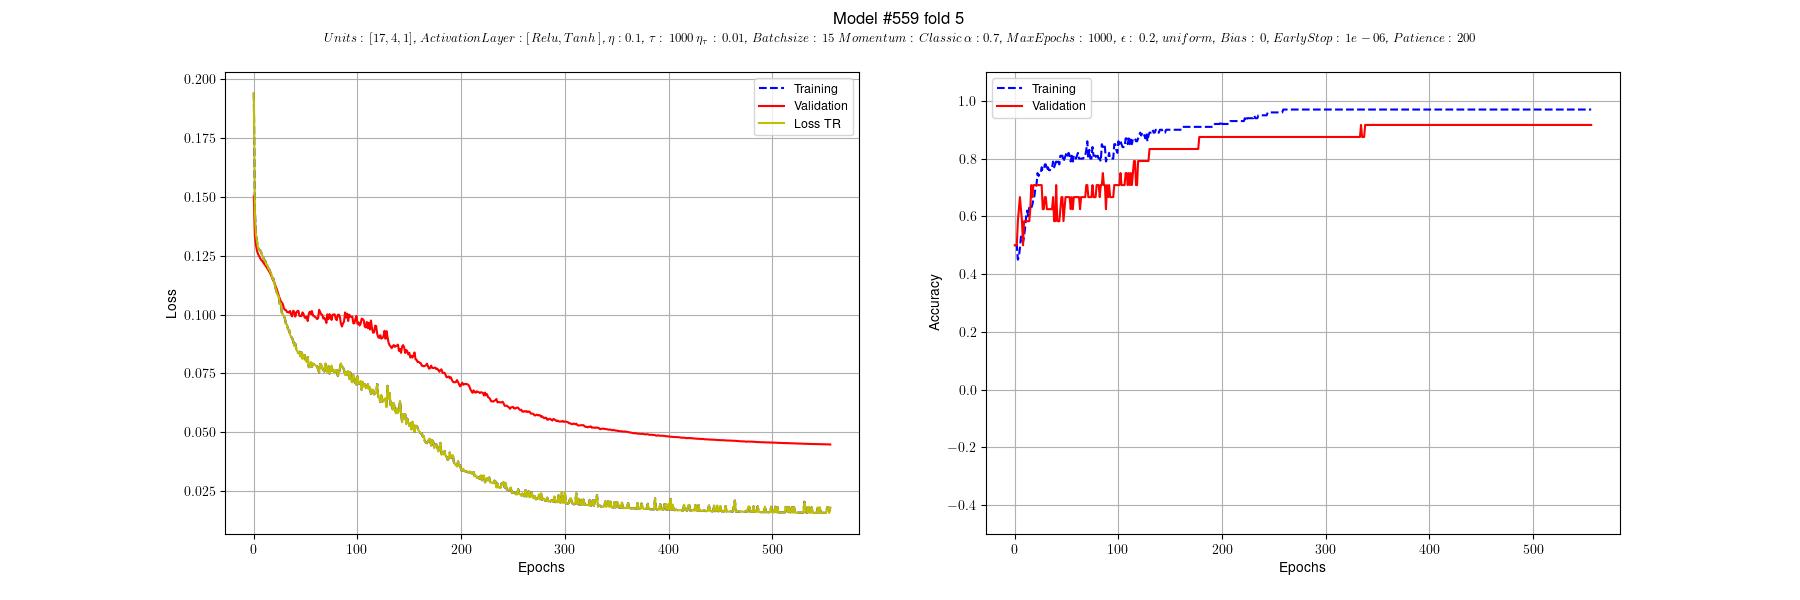 Model #559 fold 5
Units : [17, 4, 1], ActivationLayer : [Relu, Tanh], η : 0.1, τ : 1000 η_τ : 0.01, Batchsize : 15 Momentum : Classic α : 0.7, MaxEpochs : 1000, ϵ : 0.2, uniform, Bias : 0, EarlyStop : 1e − 06, Patience : 200
0.200
0.175
0.150
0.125
0.100
0.075
0.050
0.025
Loss
Training
Validation
Loss TR
0
100
200
300
400
500
Epochs
1.0
0.8
0.6
0.4
0.2
0.0
−0.2
−0.4
Accuracy
Training
Validation
0
100
200
300
400
500
Epochs